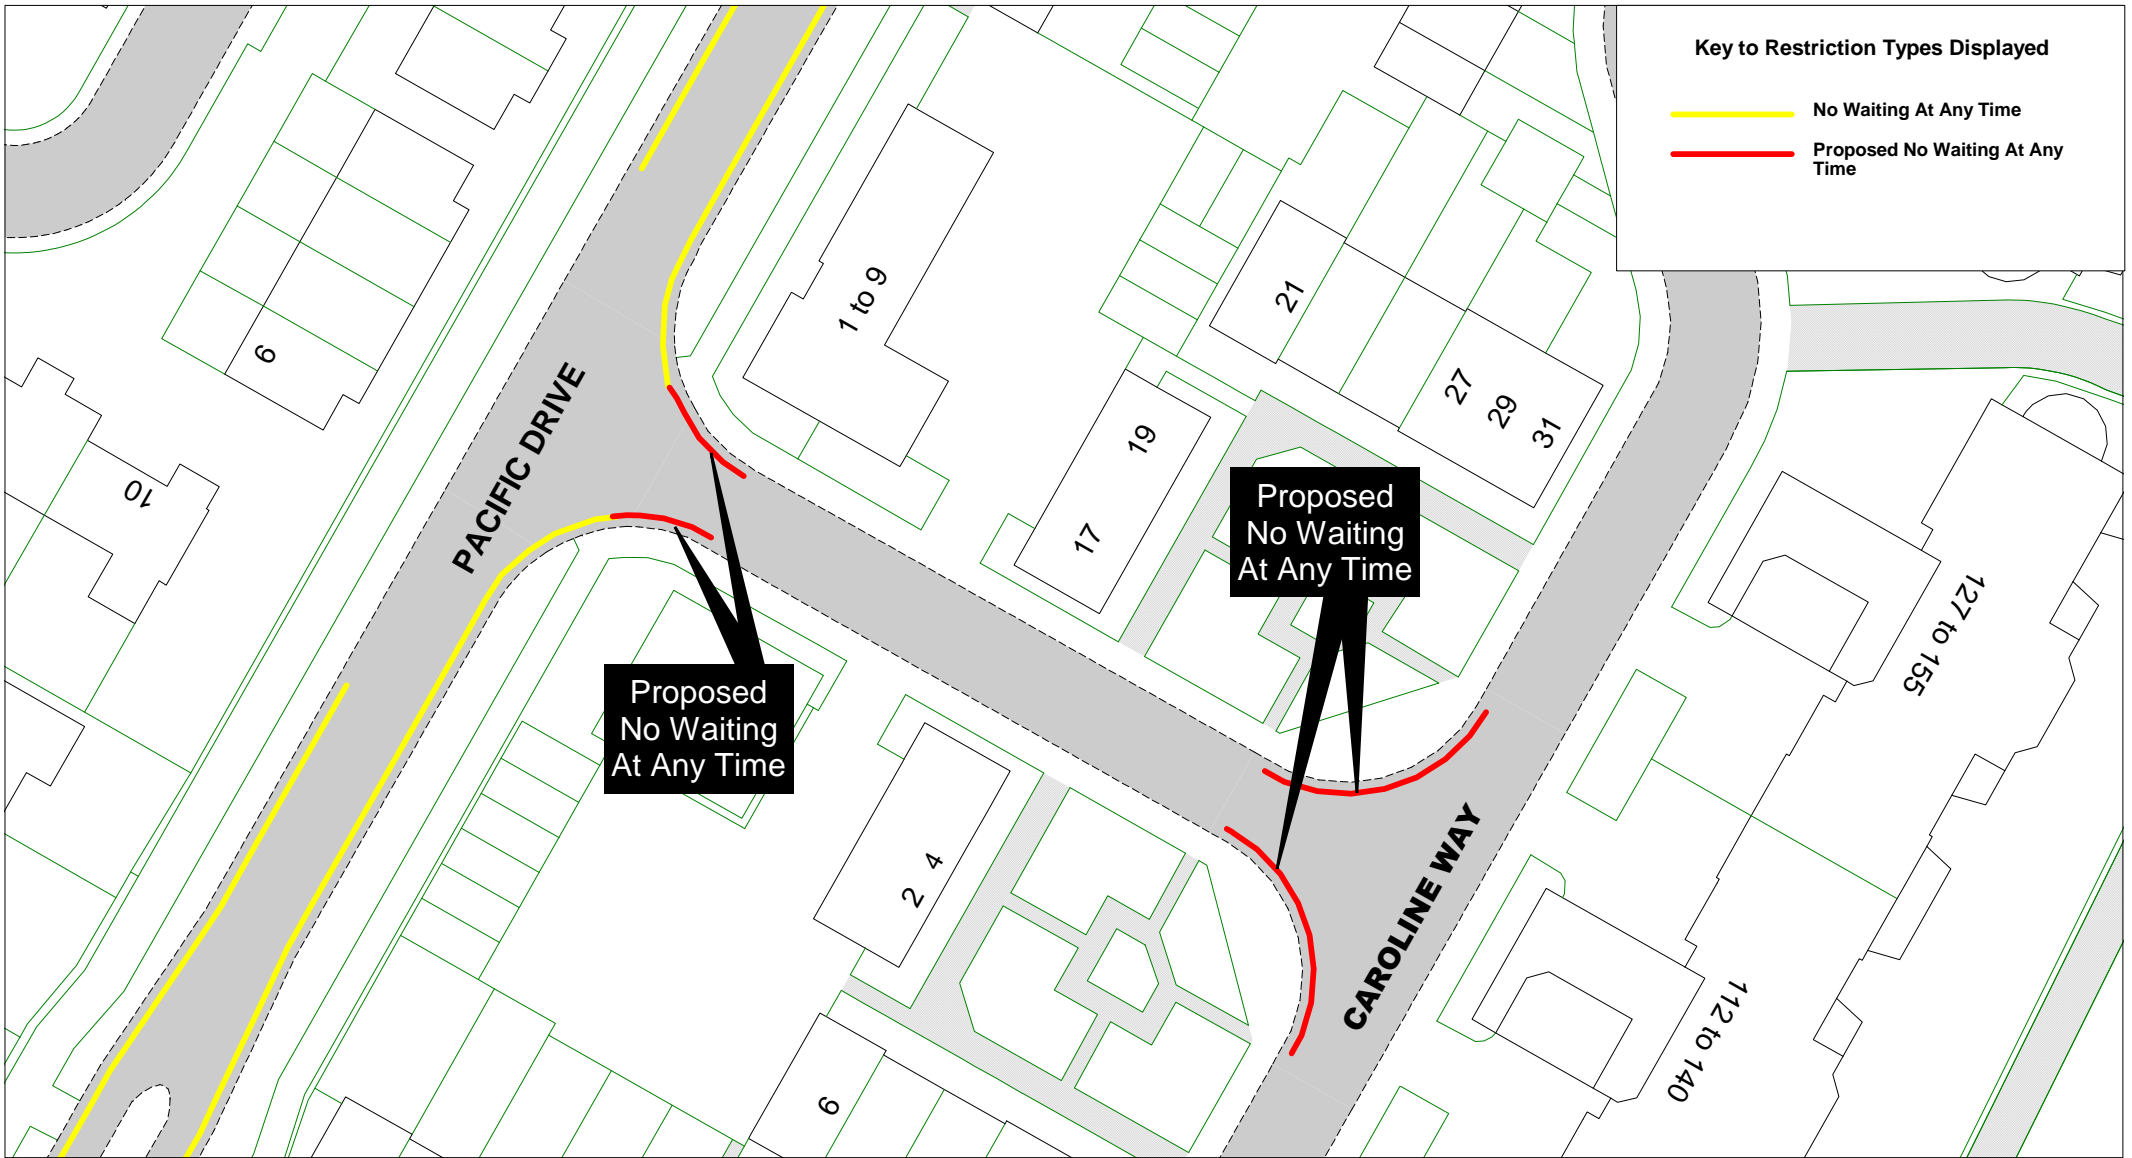 Key to Restriction Types Displayed
No Waiting At Any Time
Proposed No Waiting At Any
Time
PACIFIC DRIVE
CAROLINE WAY
Proposed
No Waiting
At Any Time
Proposed
No Waiting
At Any Time
1 to 9
21
27
29
31
19
17
9
10
2
4
9
127 to 155
112 to 140